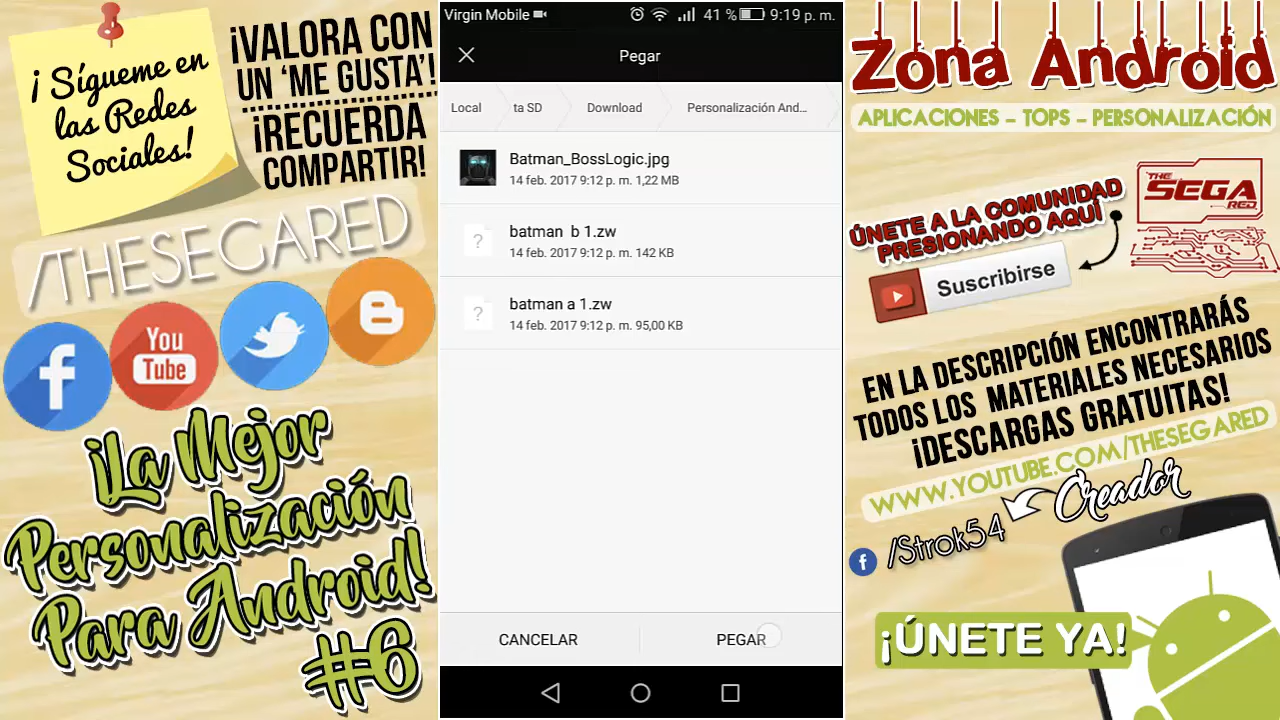 ¡ Sígueme en
las Redes
Sociales!
¡VALORA CON
UN ‘ME GUSTA’!
¡RECUERDA
COMPARTIR!
/THESEGARED
f
You
Tube
B
¡La Mejor
Personalización
Para Android!
#6
Virgin Mobile
41 %
9:19 p. m.
Pegar
Local
ta SD
Download
Personalización And...
Batman_BossLogic.jpg
14 feb. 2017 9:12 p. m. 1,22 MB
?
batman  b 1.zw
14 feb. 2017 9:12 p. m. 142 KB
?
batman a 1.zw
14 feb. 2017 9:12 p. m. 95,00 KB
CANCELAR
PEGAR
Zona Android
APLICACIONES – TOPS – PERSONALIZACIÓN
THE
SEGA
RED
ÚNETE A LA COMUNIDAD
PRESIONANDO AQUÍ
Suscribirse
EN LA DESCRIPCIÓN ENCONTRARÁS
TODOS LOS MATERIALES NECESARIOS
¡DESCARGAS GRATUITAS!
WWW.YOUTUBE.COM/THESEGARED
Creador
f
/Strok54
¡ÚNETE YA!